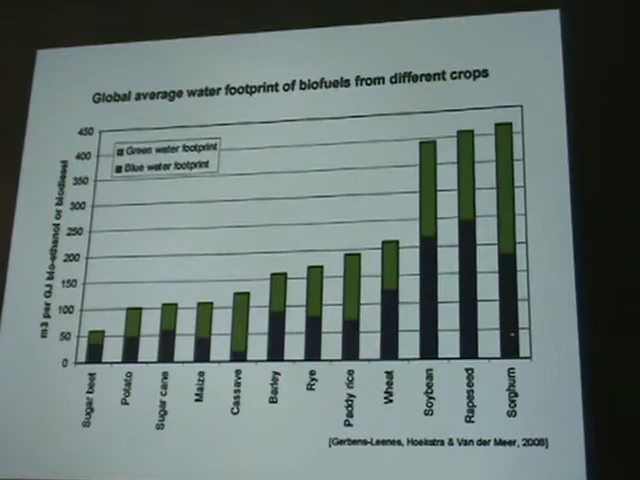 Global average water footprint of biofuels from different crops
m3 per GJ bio-ethanol or biodiesel
450
400
350
300
250
200
150
100
50
0
Green water footprint
Blue water footprint
Sugar beet
Potato
Sugar cane
Maize
Cassave
Barley
Rye
Paddy rice
Wheat
Soybean
Rapeseed
Sorghum
[Gerbens-Leenes, Hoekstra & Van der Meer, 2008]